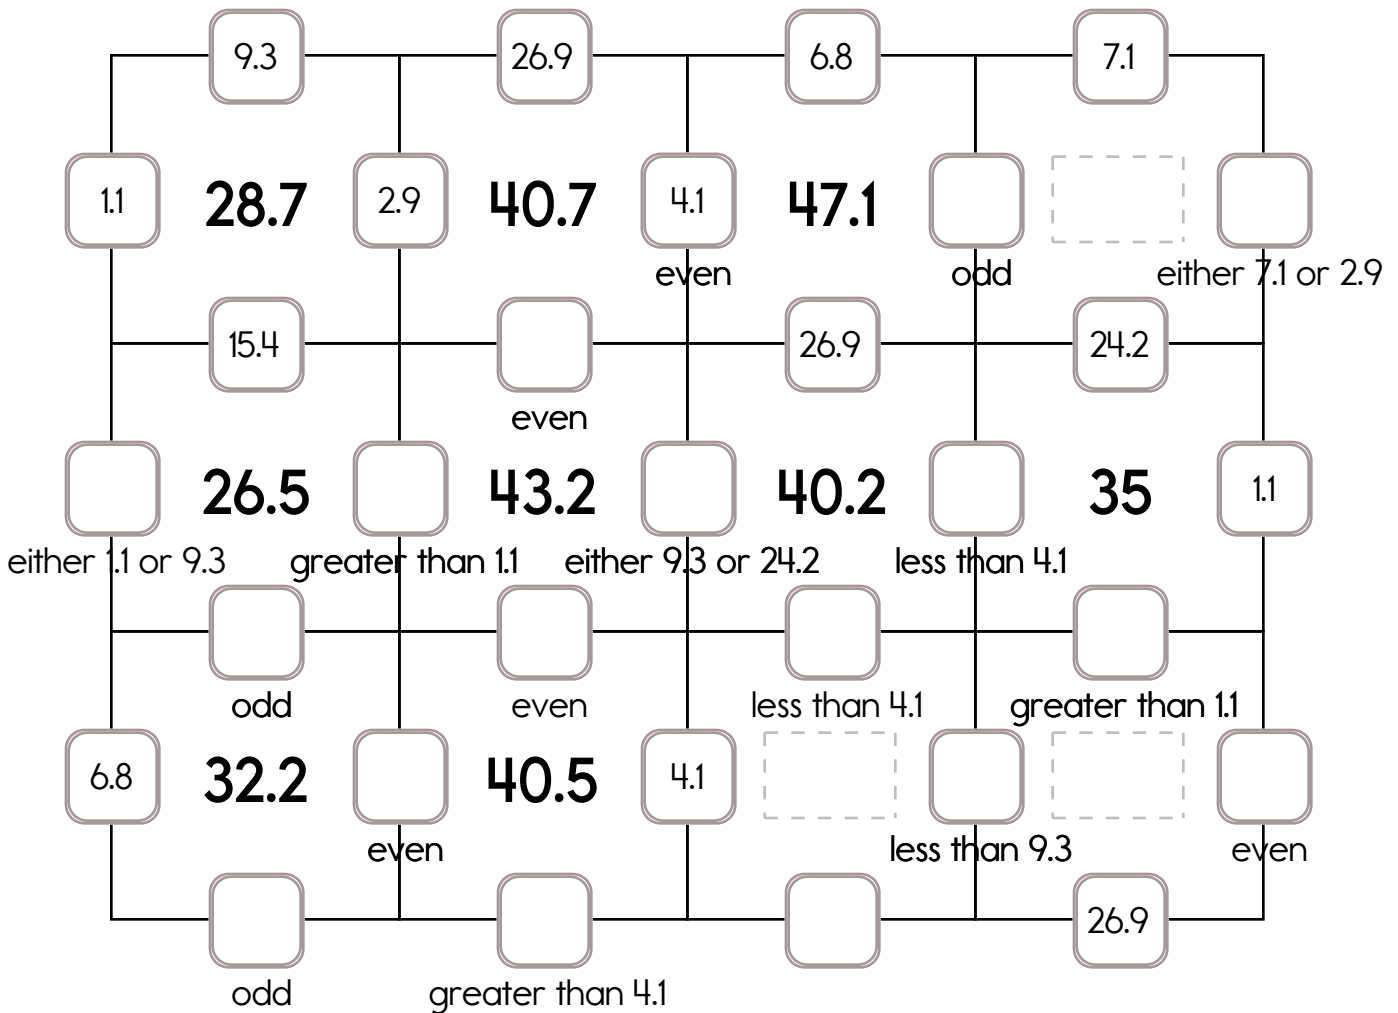 9.3 26.9 6.8 7.1
1.1 28.7 2.9 40.7 4.1 47.1
even odd either 7.1 or 2.9
15.4 26.9 24.2
even
26.5 43.2 40.2 35 1.1
either 1.1 or 9.3 greater than 1.1 either 9.3 or 24.2 less than 4.1
odd even less than 4.1 greater than 1.1
6.8 32.2 40.5 4.1
even less than 9.3 even
26.9
odd greater than 4.1